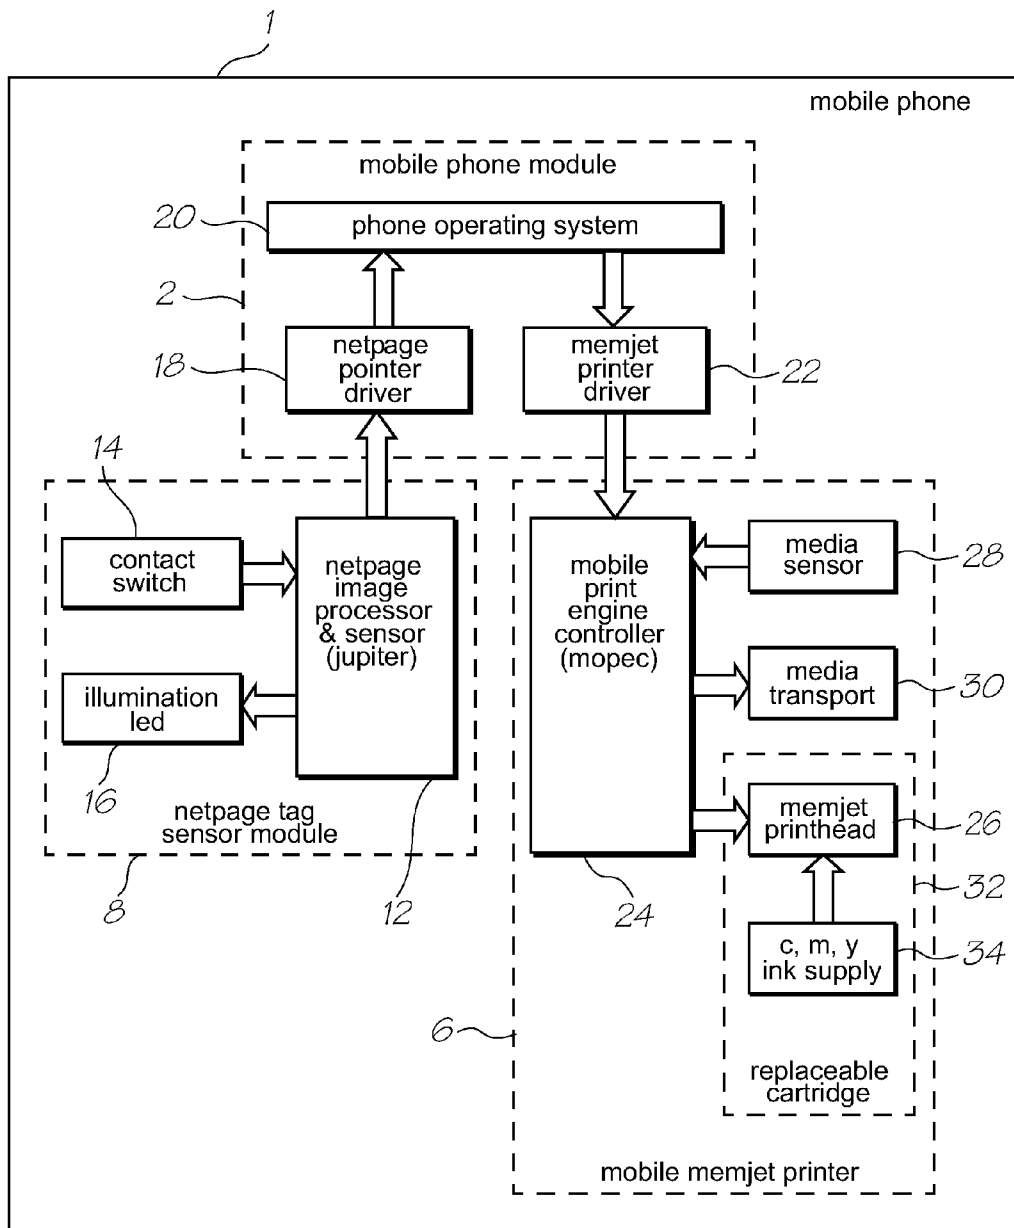 1
mobile phone
mobile phone module
20
phone operating system
2
18
netpage
pointer
driver
memjet
printer
driver
22
14
contact
switch
netpage
image
processor
& sensor
(jupiter)
illumination
led
16
netpage tag
sensor module
8
12
mobile
print
engine
controller
(mopec)
media
sensor
28
media
transport
30
memjet
printhead
26
32
24
c, m, y
ink supply
34
6
replaceable
cartridge
mobile memjet printer